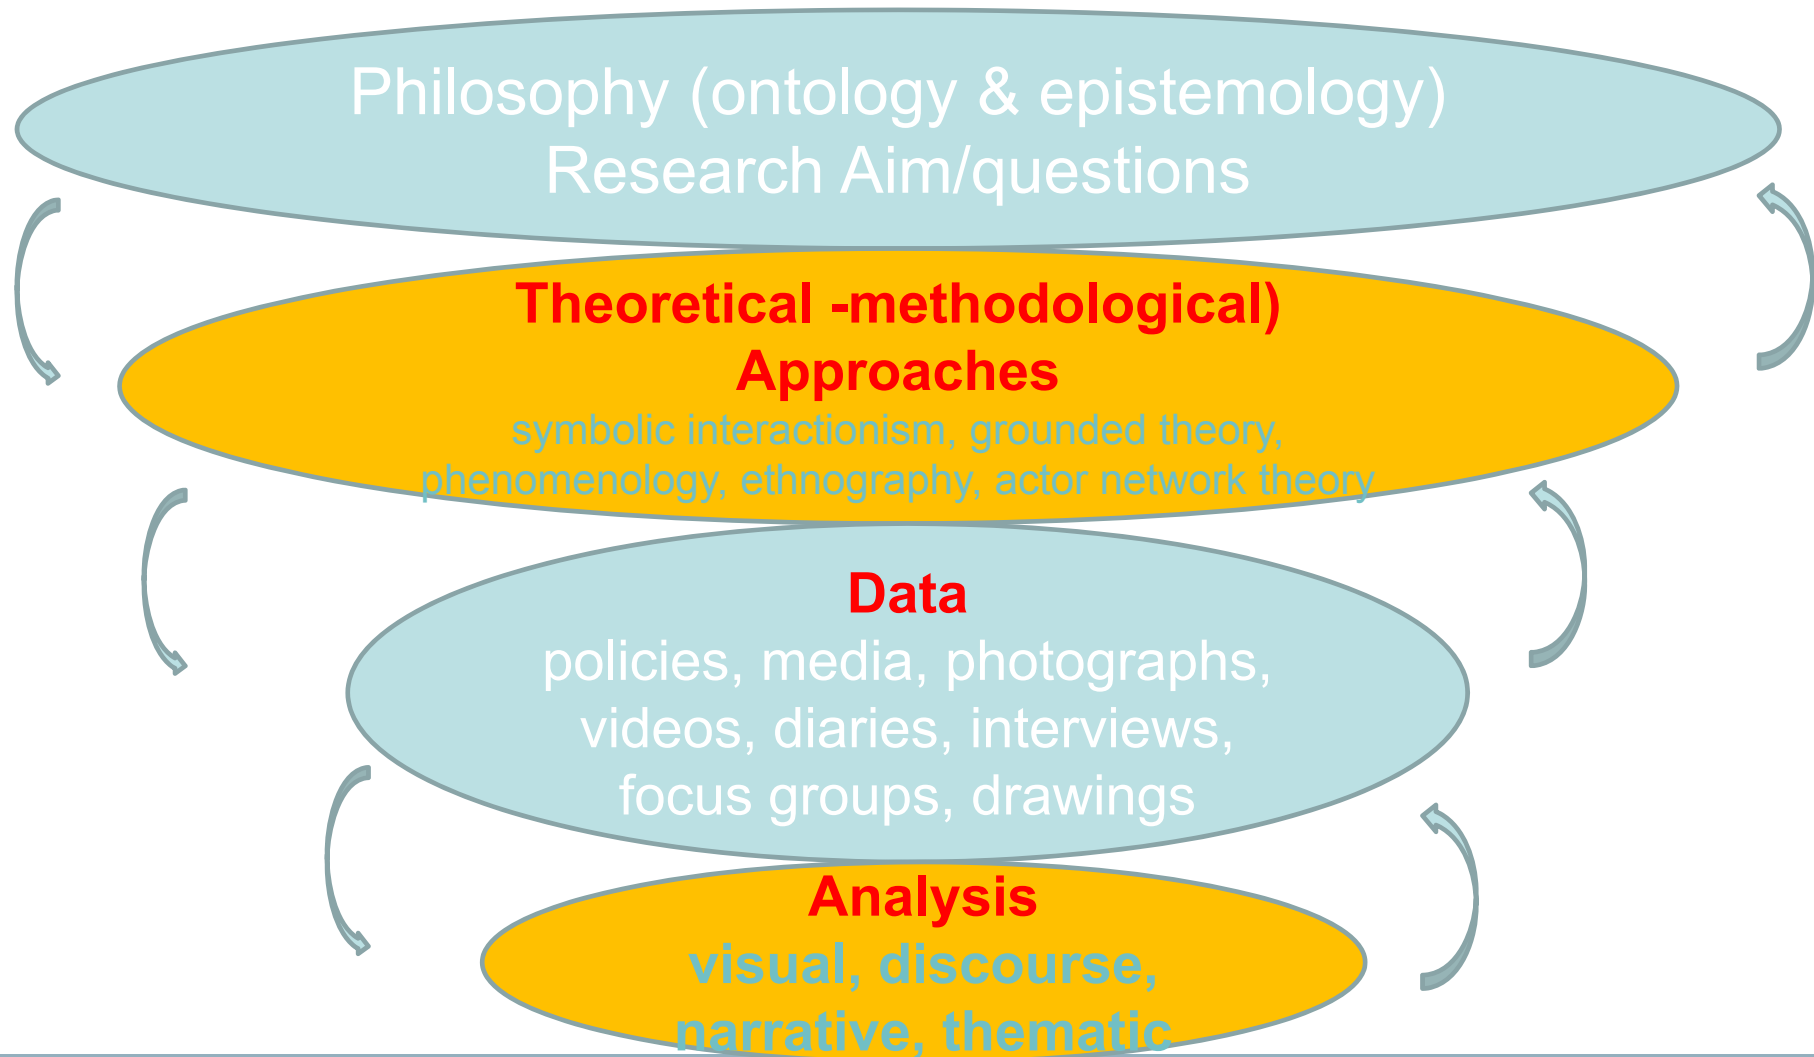 Philosophy (ontology & epistemology)
Research Aim/questions
Theoretical -methodological)
Approaches
symbolic interactionism, grounded theory,
phenomenology, ethnography, actor network theory
Data
policies, media, photographs,
videos, diaries, interviews,
focus groups, drawings
Analysis
visual, discourse,
narrative, thematic